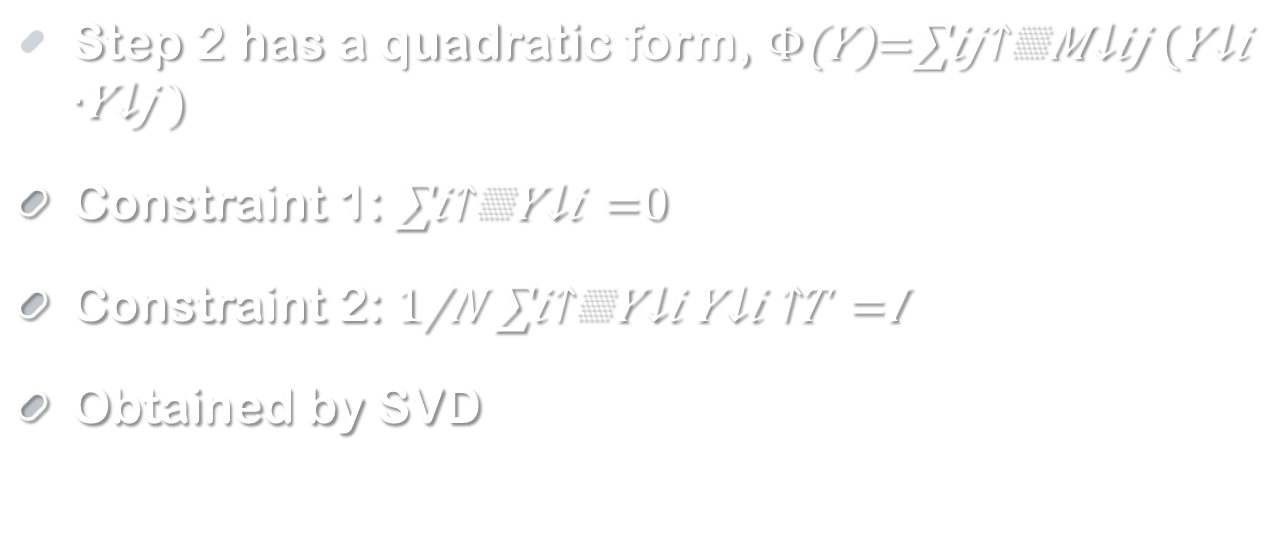 Step 2 has a quadratic form, Φ(Y)=∑ij↑▒M↓ij (Y↓i
·Y↓j )
Constraint 1: ∑i↑▒Y↓i =0
Constraint 2: 1/N ∑i↑▒Y↓i Y↓i ↑T =I
Obtained by SVD